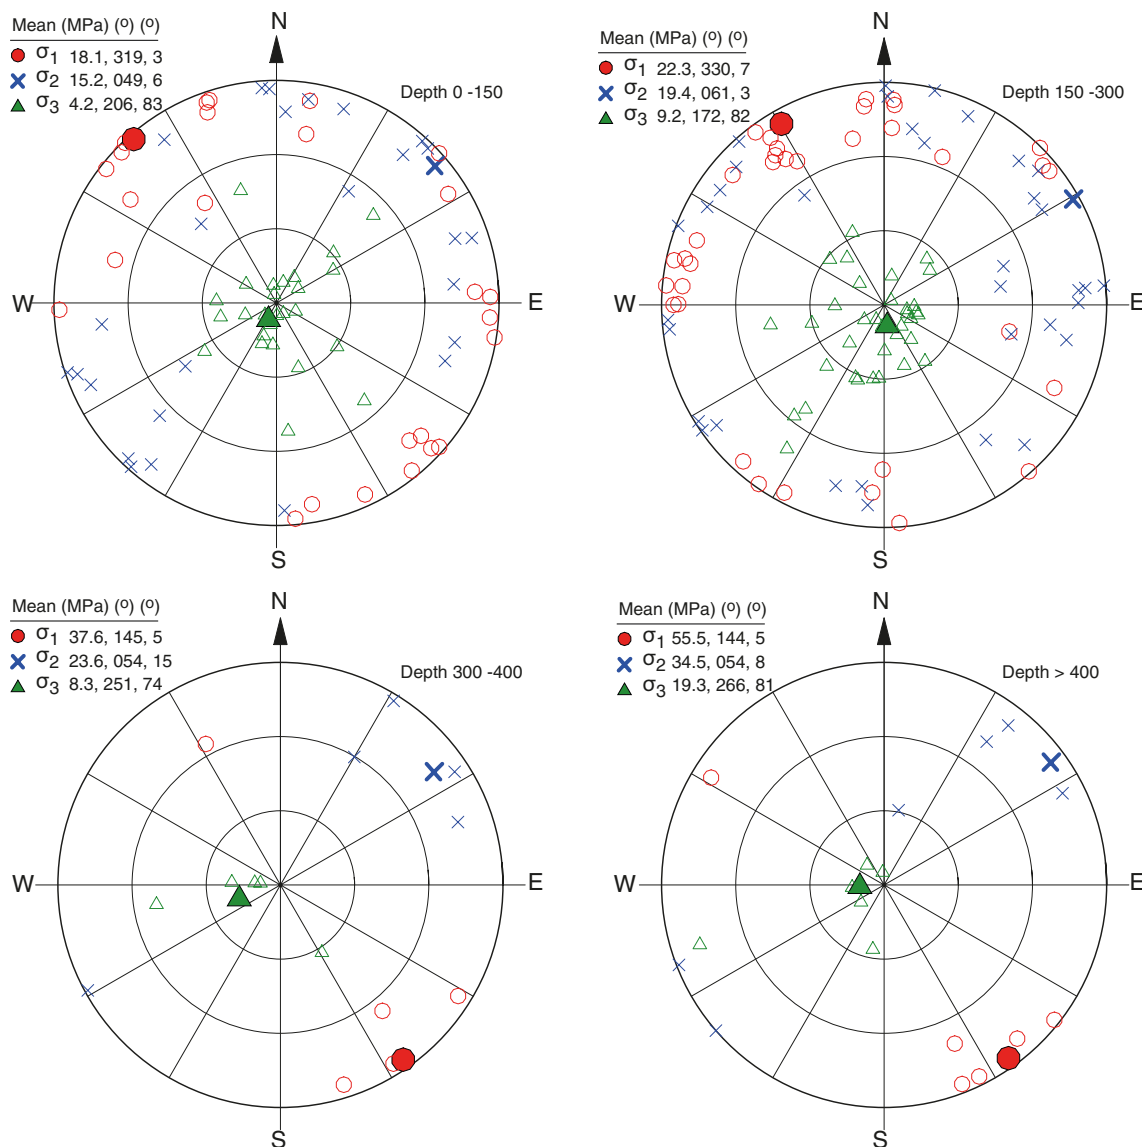 Mean (MPa) (o) (o)
σ1 18.1, 319, 3
σ2 15.2, 049, 6
σ3 4.2, 206, 83
N
Depth 0 -150
W
E
S
Mean (MPa) (o) (o)
σ1 22.3, 330, 7
σ2 19.4, 061, 3
σ3 9.2, 172, 82
N
Depth 150 -300
W
E
S
Mean (MPa) (o) (o)
σ1 37.6, 145, 5
σ2 23.6, 054, 15
σ3 8.3, 251, 74
N
Depth 300 -400
W
E
S
Mean (MPa) (o) (o)
σ1 55.5, 144, 5
σ2 34.5, 054, 8
σ3 19.3, 266, 81
N
Depth > 400
W
E
S